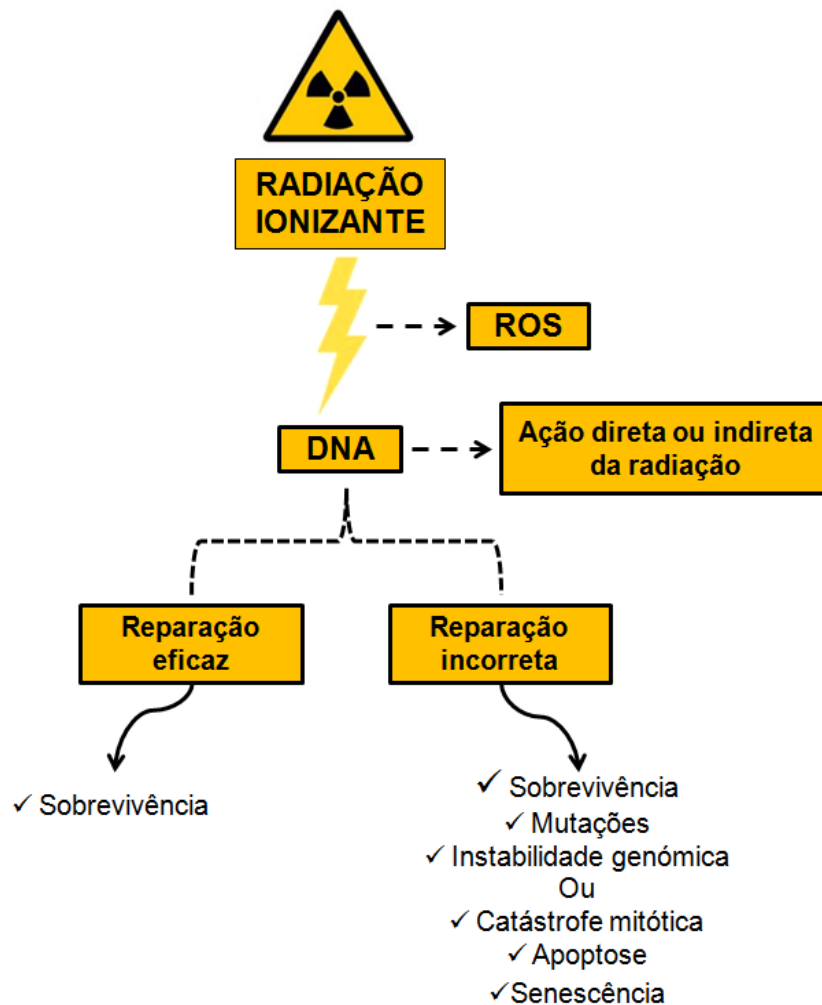 RADIAÇÃO
IONIZANTE
ROS
DNA
Ação direta ou indireta
da radiação
Reparação
eficaz
Reparação
incorreta
✓ Sobrevivência
✓ Sobrevivência
✓ Mutações
✓ Instabilidade genómica
Ou
✓ Catástrofe mitótica
✓ Apoptose
✓ Senescência